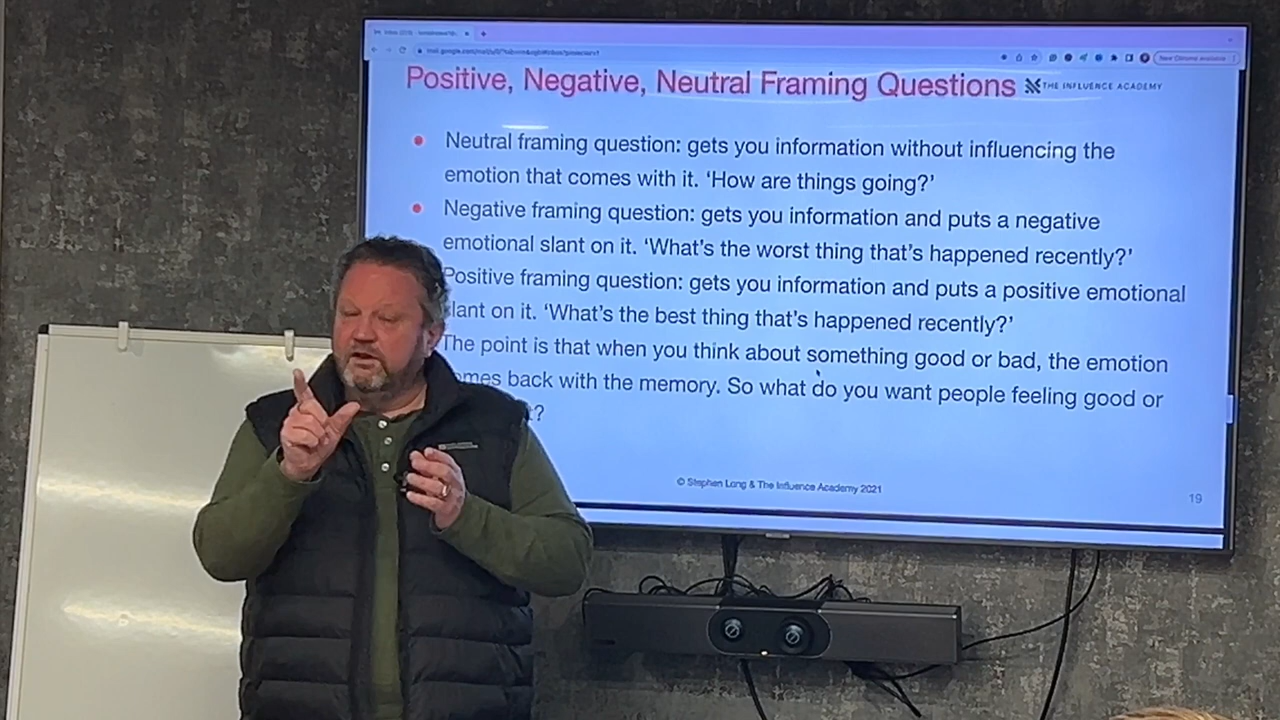 Positive, Negative, Neutral Framing Questions
THE INFLUENCE ACADEMY
Neutral framing question: gets you information without influencing the
emotion that comes with it. ‘How are things going?’
Negative framing question: gets you information and puts a negative
emotional slant on it. ‘What’s the worst thing that’s happened recently?’
Positive framing question: gets you information and puts a positive emotional
slant on it. ‘What’s the best thing that’s happened recently?’
The point is that when you think about something good or bad, the emotion
comes back with the memory. So what do you want people feeling good or
?
© Stephen Lang & The Influence Academy 2021
19